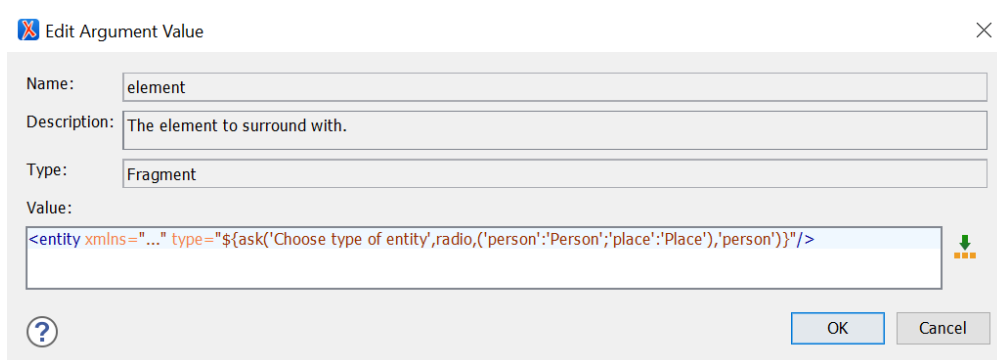 Edit Argument Value
Name: element
Description: The element to surround with.
Type: Fragment
Value:
<entity xmlns="..." type="${ask('Choose type of entity',radio,('person':'Person';'place':'Place'),'person')}"/>
?
OK Cancel